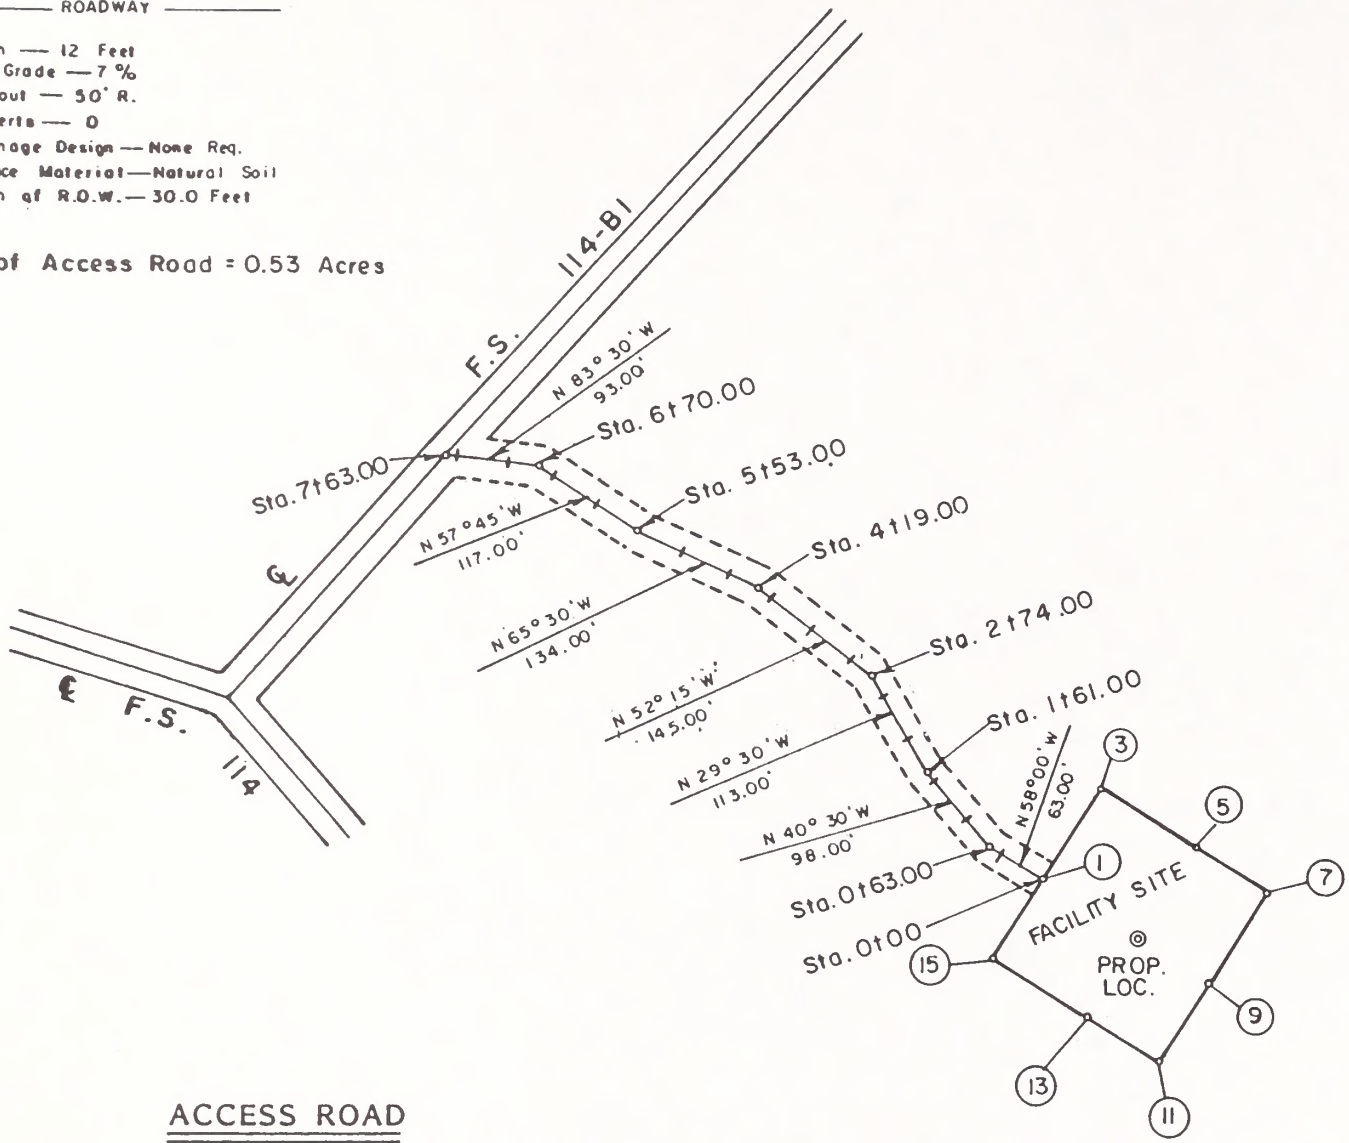 ROADWAY
— 12 Feet
Grade — 7 %
out — 50' R.
erts — 0
nage Design — None Req.
ce Material — Natural Soil
of R.O.W. — 30.0 Feet
of Access Road = 0.53 Acres
114-B1
F.S.
N 83° 30' W
93.00'
Sta. 6+70.00
Sta. 7+63.00
Sta. 5+53.00
N 57° 45' W
117.00'
Sta. 4+19.00
℄
N 65° 30' W
134.00'
Sta. 2+74.00
℄ F.S.
114
N 52° 15' W
145.00'
Sta. 1+61.00
N 29° 30' W
113.00'
N 58° 00' W
63.00'
3
5
N 40° 30' W
98.00'
1
7
Sta. 0+63.00
FACILITY SITE
Sta. 0+00
15
PROP.
LOC.
9
13
11
ACCESS ROAD